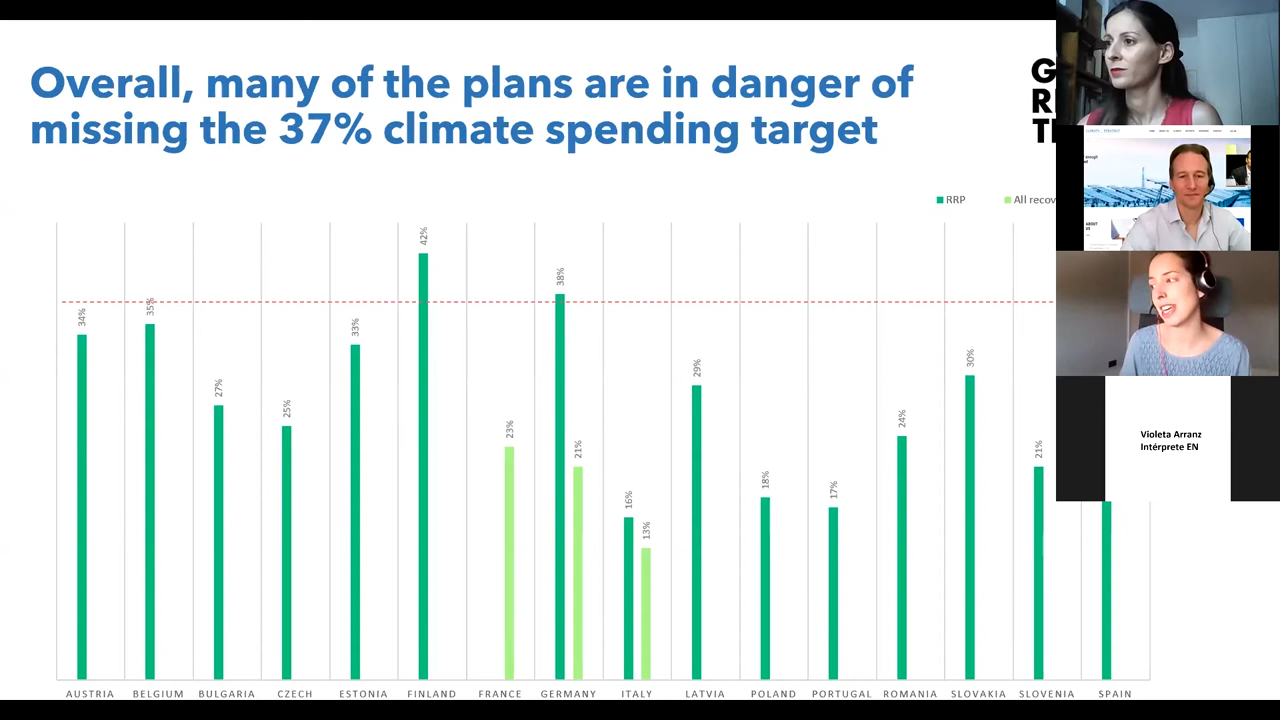 Overall, many of the plans are in danger of
missing the 37% climate spending target
G
R
RRP
All recov
34%
35%
27%
25%
33%
42%
23%
38%
21%
16%
13%
29%
18%
17%
24%
30%
21%
AUSTRIA
BELGIUM
BULGARIA
CZECH
ESTONIA
FINLAND
FRANCE
GERMANY
ITALY
LATVIA
POLAND
PORTUGAL
ROMANIA
SLOVAKIA
SLOVENIA
SPAIN
ABOUT
US
Violeta Arranz
Intérprete EN